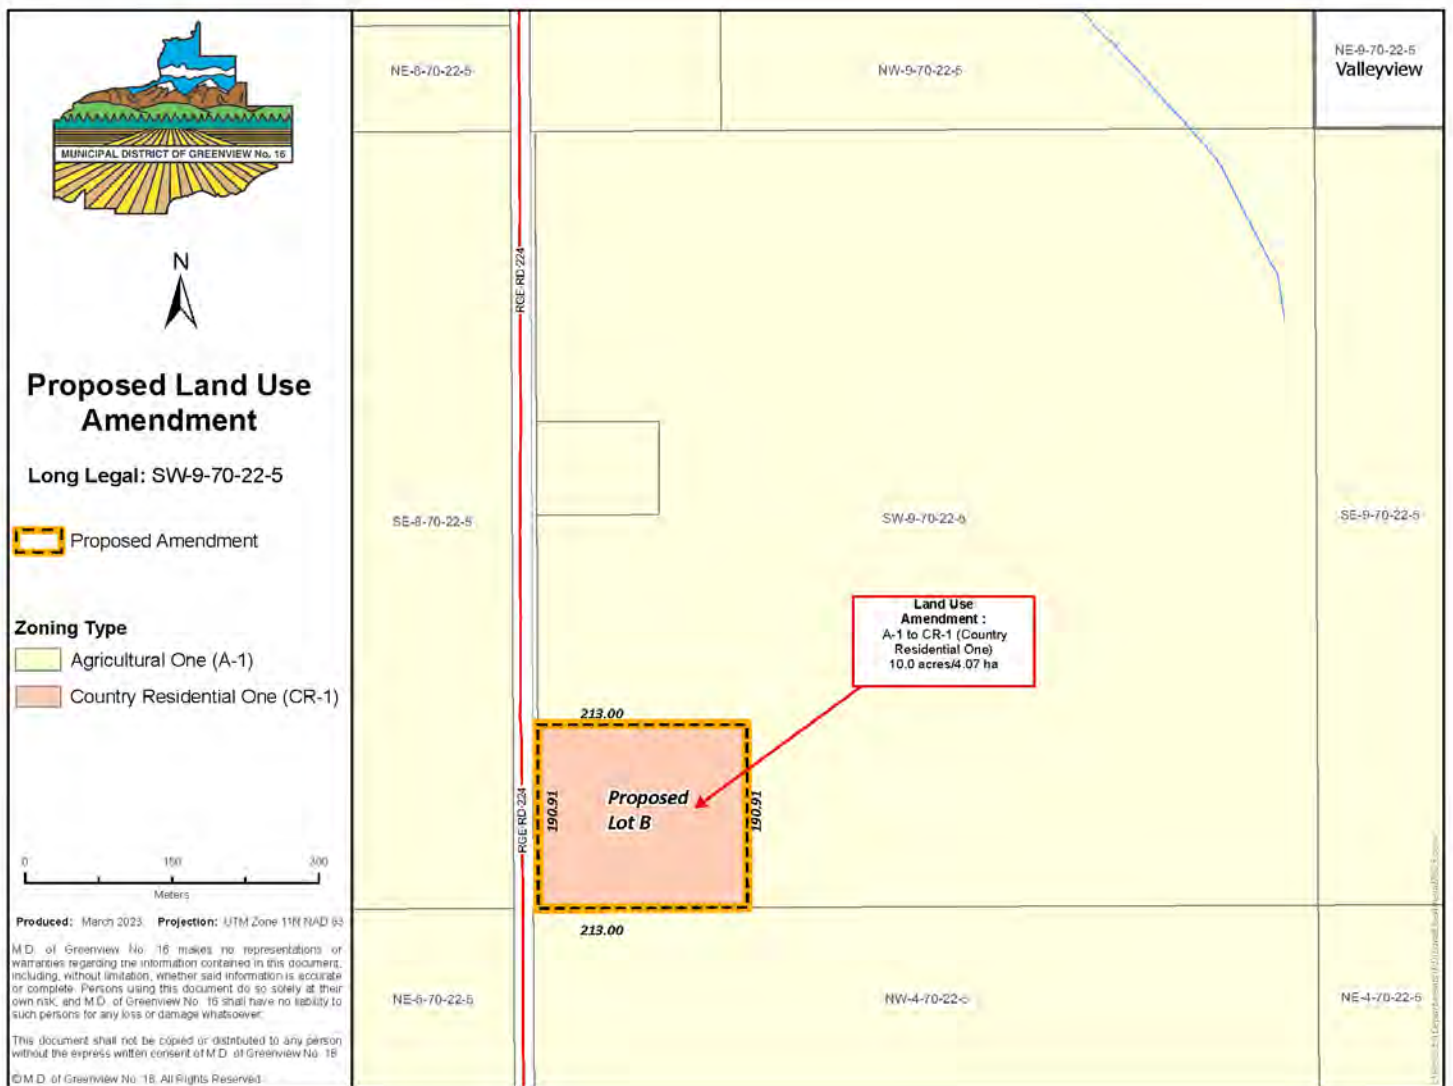 MUNICIPAL DISTRICT OF GREENVIEW No. 16
N
Proposed Land Use
Amendment
Long Legal: SW-9-70-22-5
Proposed Amendment
Zoning Type
Agricultural One (A-1)
Country Residential One (CR-1)
0 150 300
Meters
Produced: March 2023 Projection: UTM Zone 11N NAD 83
M.D. of Greenview No. 16 makes no representations or
warranties regarding the information contained in this document,
including, without limitation, whether said information is accurate
or complete. Persons using this document do so solely at their
own risk, and M.D. of Greenview No. 16 shall have no liability to
such persons for any loss or damage whatsoever.
This document shall not be copied or distributed to any person
without the express written consent of M.D. of Greenview No. 16
© M.D. of Greenview No. 16. All Rights Reserved
NE-8-70-22-5
NW-9-70-22-5
NE-9-70-22-5
Valleyview
RGE-RD-224
SE-8-70-22-5
SW-9-70-22-5
SE-9-70-22-5
Land Use
Amendment :
A-1 to CR-1 (Country
Residential One)
10.0 acres/4.07 ha
213.00
RGE-RD-224
190.91
Proposed
Lot B
190.91
213.00
NE-5-70-22-5
NW-4-70-22-5
NE-4-70-22-5